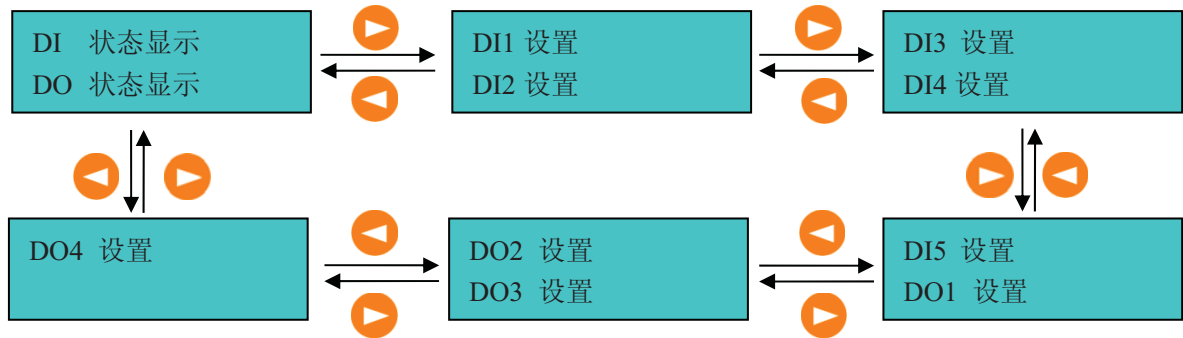 DI 状态显示
DO 状态显示
DI1 设置
DI2 设置
DI3 设置
DI4 设置
DO4 设置
DO2 设置
DO3 设置
DI5 设置
DO1 设置